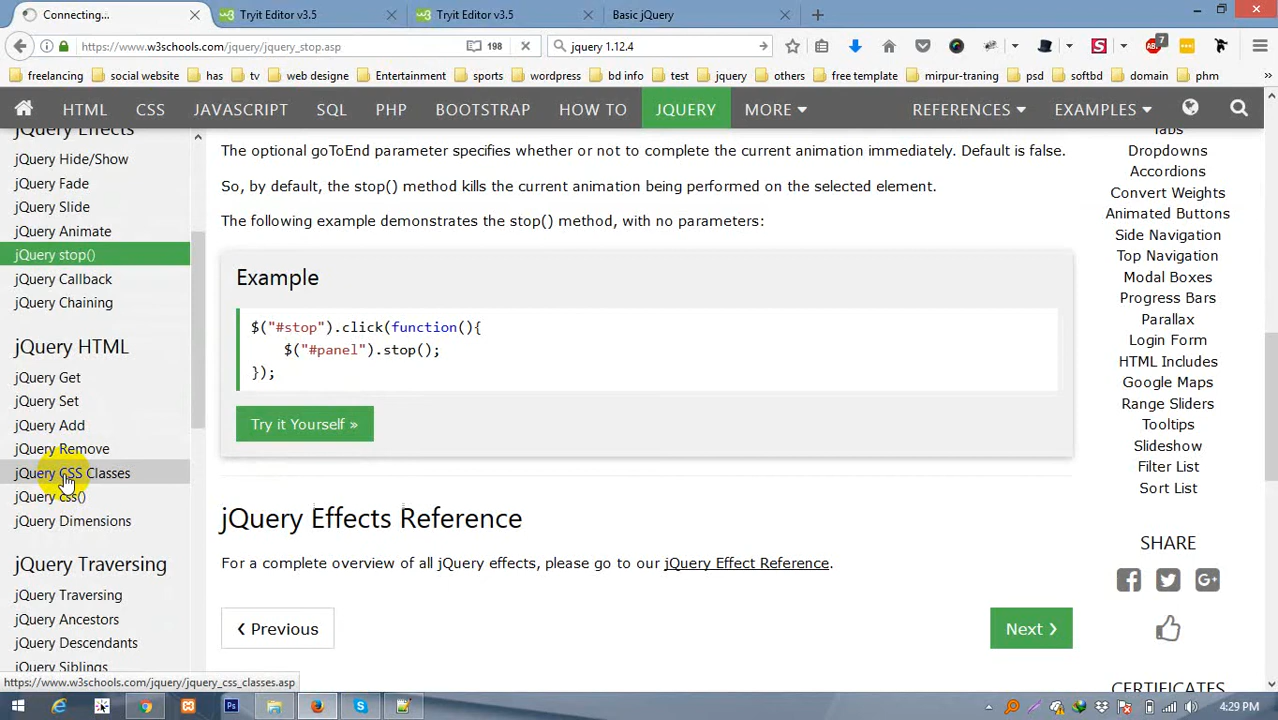 Connecting...
Tryit Editor v3.5
Tryit Editor v3.5
Basic jQuery
https://www.w3schools.com/jquery/jquery_stop.asp
198
jquery 1.12.4
7
freelancing
social website
has
tv
web designe
Entertainment
sports
wordpress
bd info
test
jquery
others
free template
mirpur-traning
psd
softbd
domain
phm
HTML
CSS
JAVASCRIPT
SQL
PHP
BOOTSTRAP
HOW TO
JQUERY
MORE
REFERENCES
EXAMPLES
jQuery Effects
jQuery Hide/Show
jQuery Fade
jQuery Slide
jQuery Animate
jQuery stop()
jQuery Callback
jQuery Chaining
jQuery HTML
jQuery Get
jQuery Set
jQuery Add
jQuery Remove
jQuery CSS Classes
jQuery css()
jQuery Dimensions
jQuery Traversing
jQuery Traversing
jQuery Ancestors
jQuery Descendants
jQuery Siblings
https://www.w3schools.com/jquery/jquery_css_classes.asp
The optional goToEnd parameter specifies whether or not to complete the current animation immediately. Default is false.
So, by default, the stop() method kills the current animation being performed on the selected element.
The following example demonstrates the stop() method, with no parameters:
Example
$("#stop").click(function(){
$("#panel").stop();
});
Try it Yourself »
jQuery Effects Reference
For a complete overview of all jQuery effects, please go to our jQuery Effect Reference.
❮ Previous
Next ❯
Tabs
Dropdowns
Accordions
Convert Weights
Animated Buttons
Side Navigation
Top Navigation
Modal Boxes
Progress Bars
Parallax
Login Form
HTML Includes
Google Maps
Range Sliders
Tooltips
Slideshow
Filter List
Sort List
SHARE
CERTIFICATES
4:29 PM